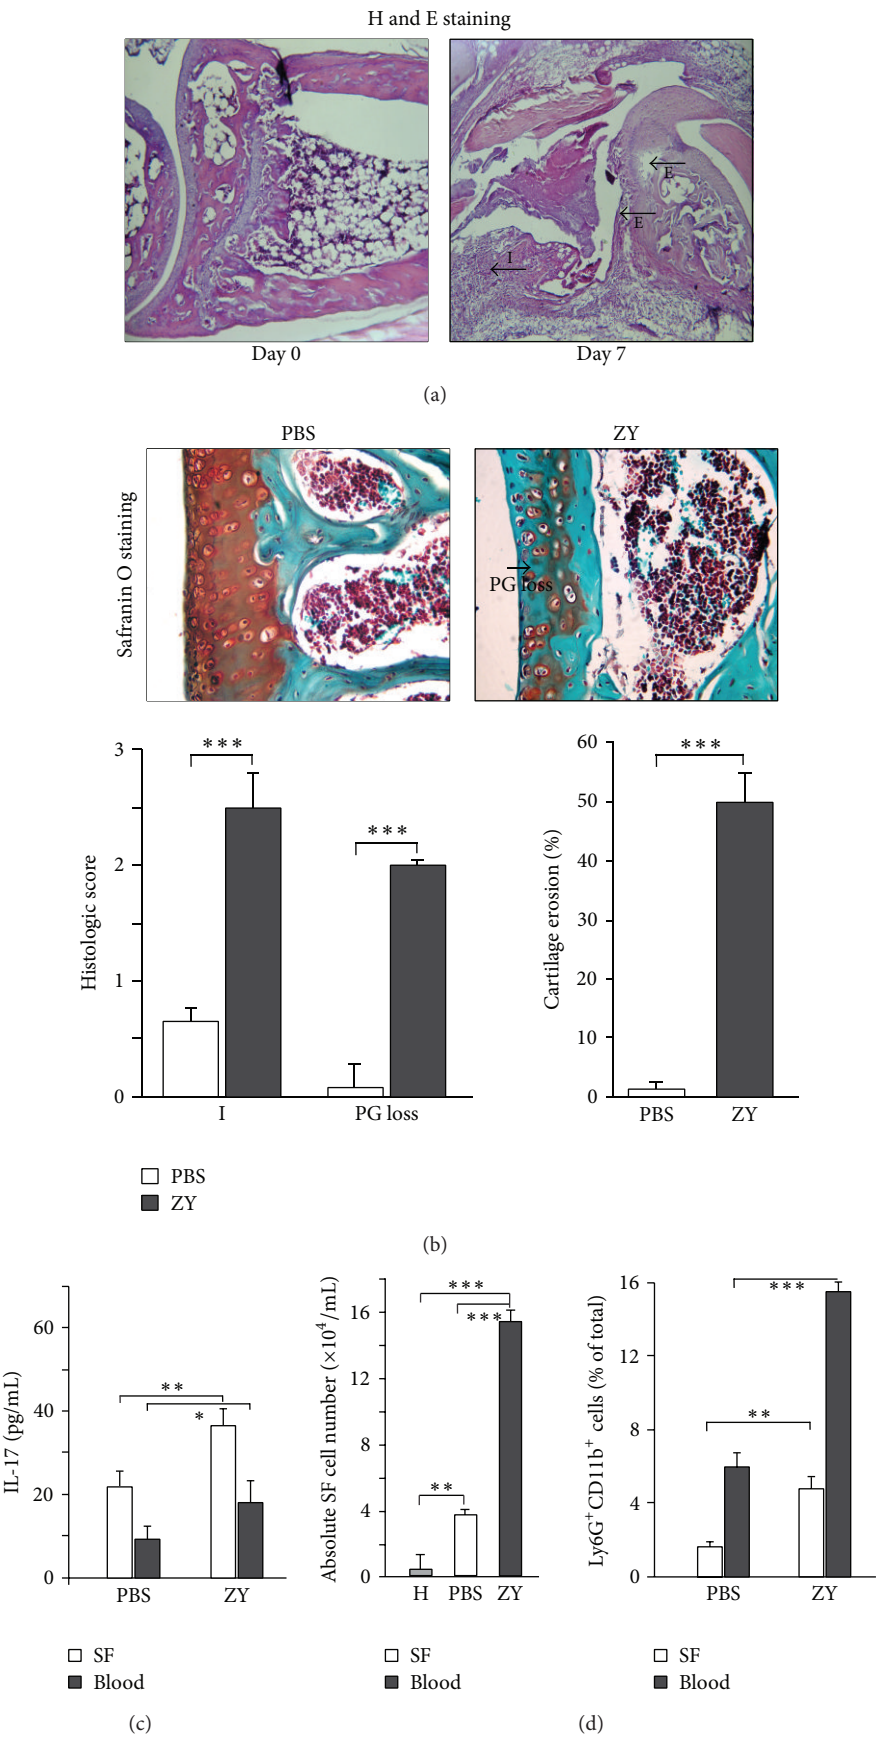 H and E staining
E
E
I
Day 0
Day 7
(a)
PBS
ZY
Safranin O staining
PG loss
3
2
1
0
Histologic score
***
***
I
PG loss
PBS
ZY
60
50
40
30
20
10
0
Cartilage erosion (%)
***
PBS
ZY
(b)
60
40
20
0
IL-17 (pg/mL)
**
*
PBS
ZY
SF
Blood
(c)
16
12
8
4
0
Absolute SF cell number (×10⁴/mL)
***
***
**
H
PBS
ZY
SF
Blood
16
12
8
4
0
Ly6G⁺CD11b⁺ cells (% of total)
***
**
PBS
ZY
SF
Blood
(d)